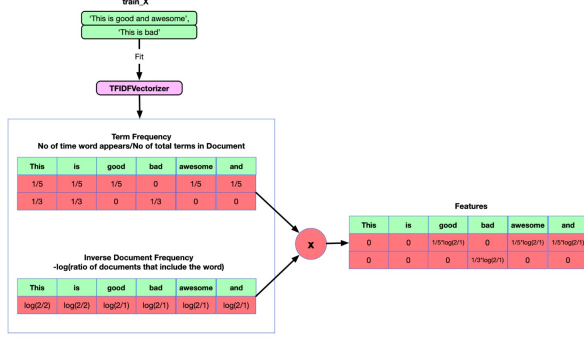 train_X
'This is good and awesome',
'This is bad'
Fit
TFIDFVectorizer
Term Frequency
No of time word appears/No of total terms in Document
This is good bad awesome and
1/5 1/5 1/5 0 1/5 1/5
1/3 1/3 0 1/3 0 0
Inverse Document Frequency
-log(ratio of documents that include the word)
This is good bad awesome and
log(2/2) log(2/2) log(2/1) log(2/1) log(2/1) log(2/1)
x
Features
This is good bad awesome and
0 0 1/5*log(2/1) 0 1/5*log(2/1) 1/5*log(2/1)
0 0 0 1/3*log(2/1) 0 0